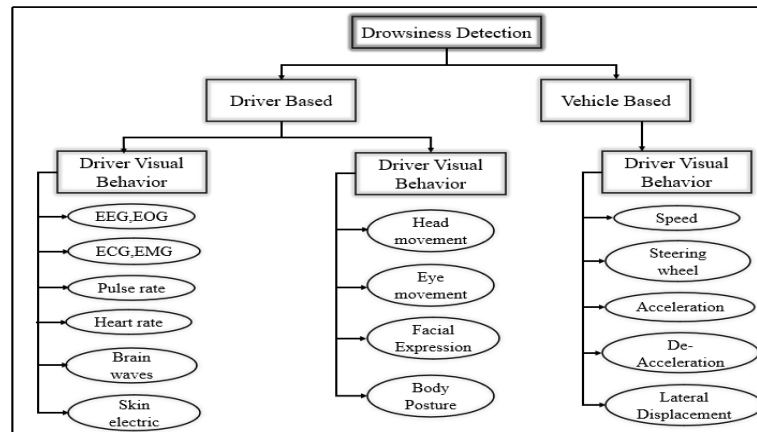 Drowsiness Detection
Driver Based
Vehicle Based
Driver Visual
Behavior
EEG,EOG
ECG,EMG
Pulse rate
Heart rate
Brain
waves
Skin
electric
Driver Visual
Behavior
Head
movement
Eye
movement
Facial
Expression
Body
Posture
Driver Visual
Behavior
Speed
Steering
wheel
Acceleration
De-
Acceleration
Lateral
Displacement